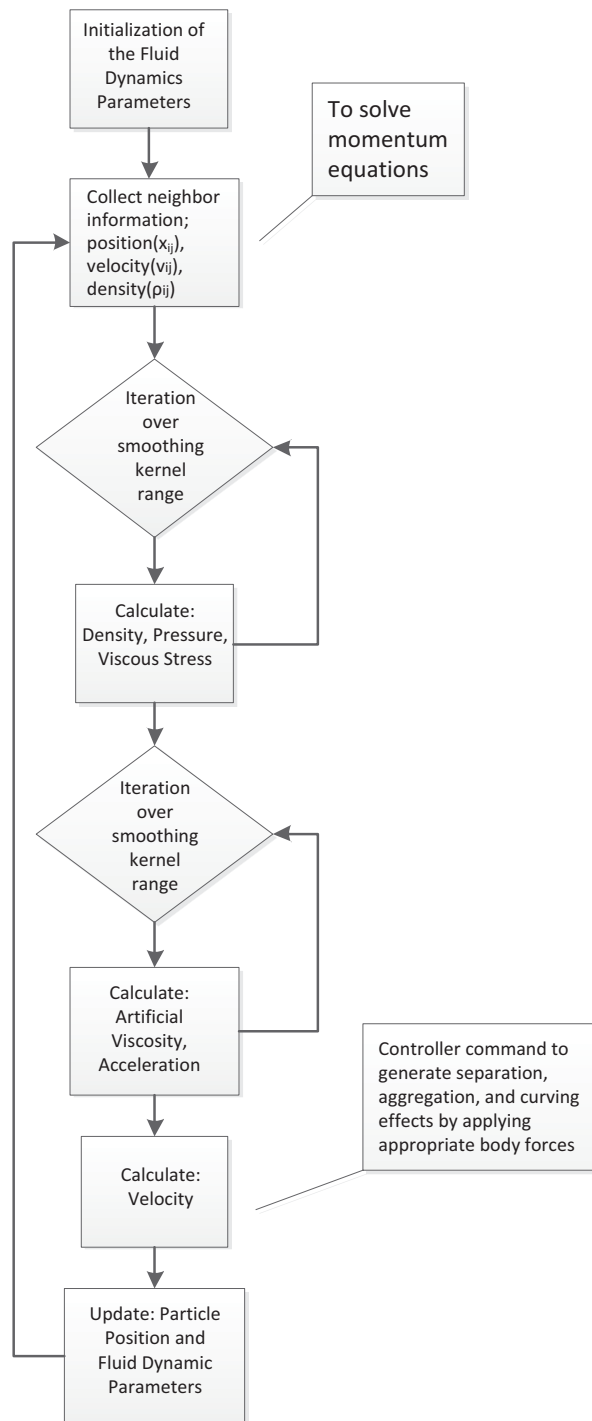 Initialization of
the Fluid
Dynamics
Parameters
To solve
momentum
equations
Collect neighbor
information;
position(xᵢⱼ),
velocity(vᵢⱼ),
density(ρᵢⱼ)
Iteration
over
smoothing
kernel
range
Calculate:
Density, Pressure,
Viscous Stress
Iteration
over
smoothing
kernel
range
Calculate:
Artificial
Viscosity,
Acceleration
Controller command to
generate separation,
aggregation, and curving
effects by applying
appropriate body forces
Calculate:
Velocity
Update: Particle
Position and
Fluid Dynamic
Parameters